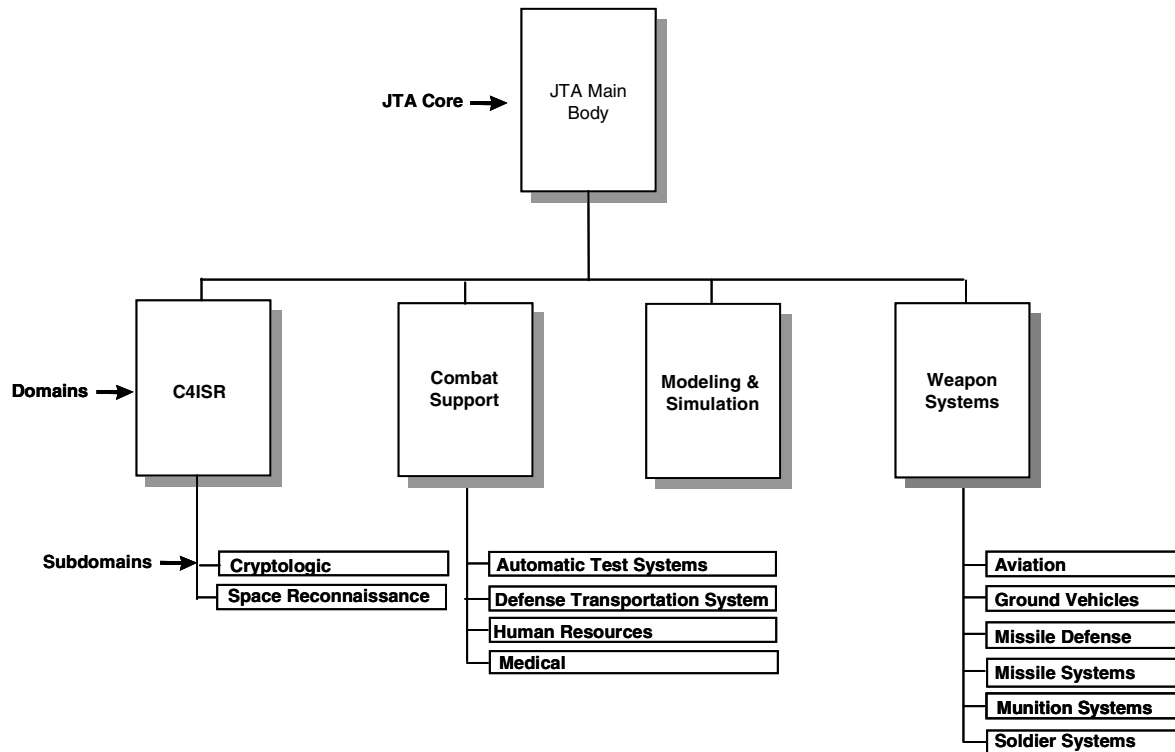 JTA Core
JTA Main
Body
Domains
C4ISR
Combat
Support
Modeling &
Simulation
Weapon
Systems
Subdomains
Cryptologic
Space Reconnaissance
Automatic Test Systems
Defense Transportation System
Human Resources
Medical
Aviation
Ground Vehicles
Missile Defense
Missile Systems
Munition Systems
Soldier Systems